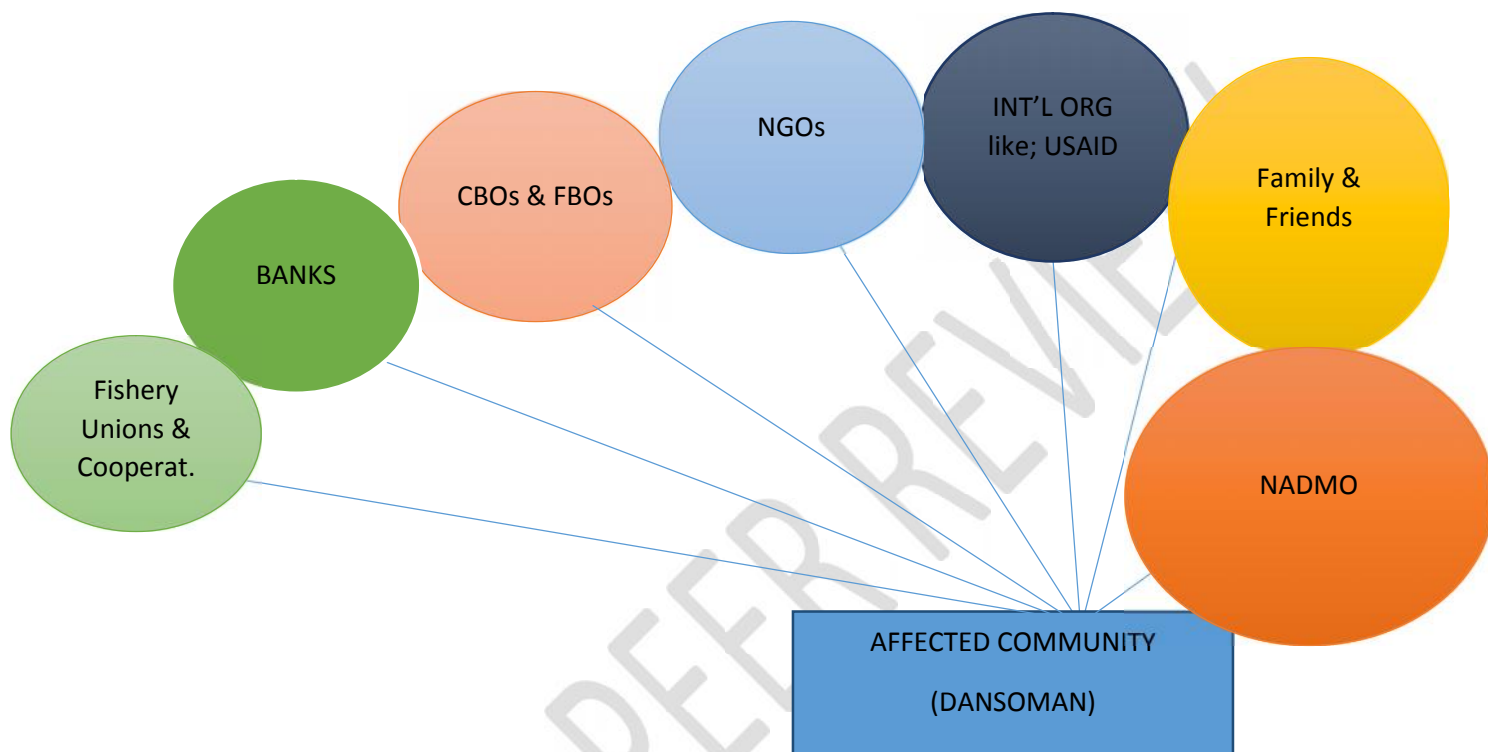 Fishery
Unions &
Cooperat.
BANKS
CBOs & FBOs
NGOs
INT’L ORG
like; USAID
Family &
Friends
NADMO
AFFECTED COMMUNITY
(DANSOMAN)
PEER REVIEW